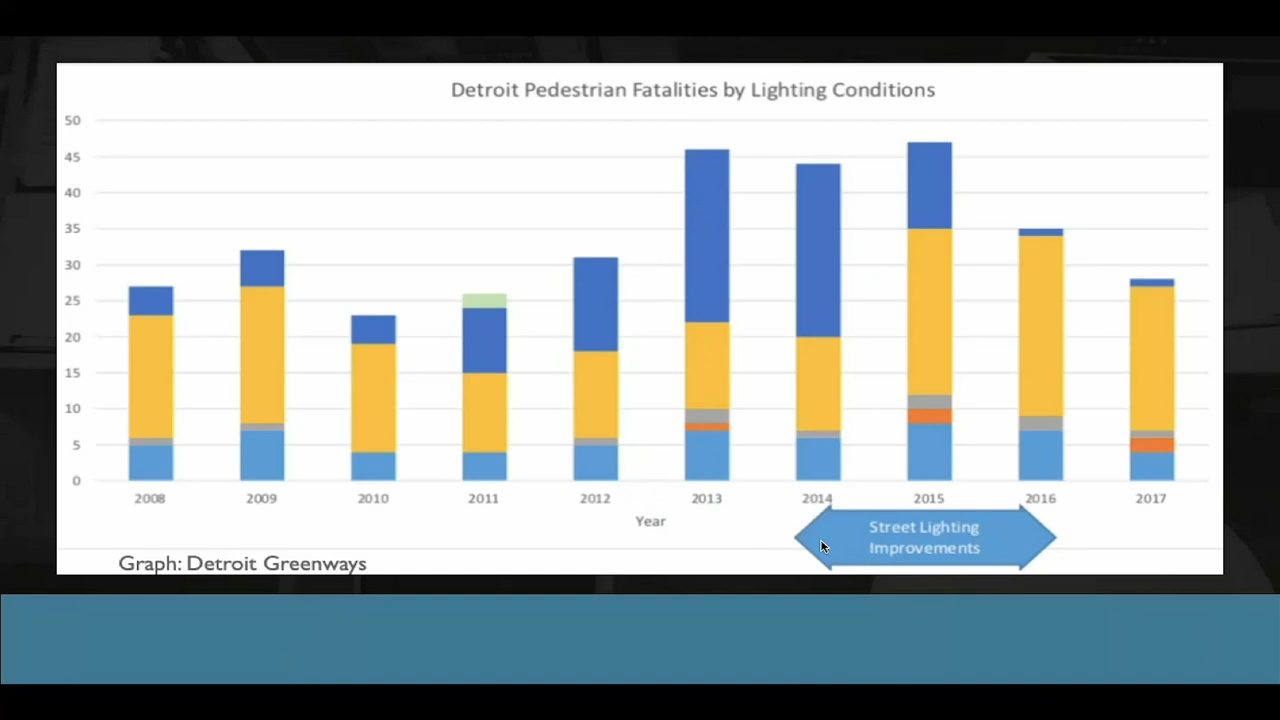 Detroit Pedestrian Fatalities by Lighting Conditions
50
45
40
35
30
25
20
15
10
5
0
2008 2009 2010 2011 2012 2013 2014 2015 2016 2017
Year
Street Lighting
Improvements
Graph: Detroit Greenways